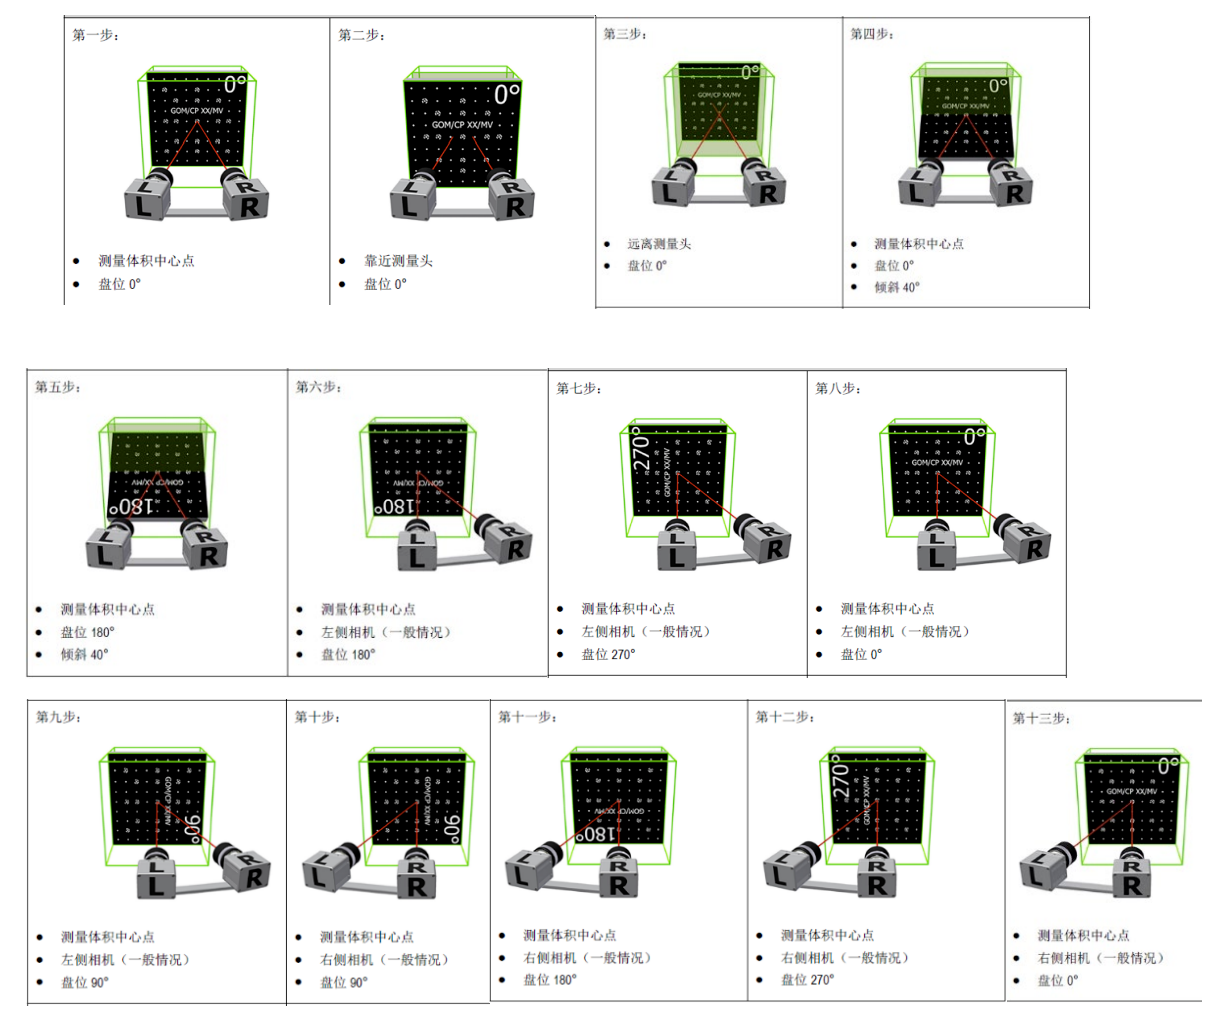 第一步：
0°
GOM/CP XX/MV
L
L
R
R
● 测量体积中心点
● 盘位 0°
第二步：
0°
GOM/CP XX/MV
L
L
R
R
● 靠近测量头
● 盘位 0°
第三步：
0°
GOM/CP XX/MV
L
L
R
R
● 远离测量头
● 盘位 0°
第四步：
0°
GOM/CP XX/MV
L
L
R
R
● 测量体积中心点
● 盘位 0°
● 倾斜 40°
第五步：
GOM/CP XX/MV
180°
L
L
R
R
● 测量体积中心点
● 盘位 180°
● 倾斜 40°
第六步：
GOM/CP XX/MV
180°
L
L
R
R
● 测量体积中心点
● 左侧相机（一般情况）
● 盘位 180°
第七步：
270°
GOM/CP XX/MV
L
L
R
R
● 测量体积中心点
● 左侧相机（一般情况）
● 盘位 270°
第八步：
0°
GOM/CP XX/MV
L
L
R
R
● 测量体积中心点
● 左侧相机（一般情况）
● 盘位 0°
第九步：
GOM/CP XX/MV
90°
L
L
R
R
● 测量体积中心点
● 左侧相机（一般情况）
● 盘位 90°
第十步：
GOM/CP XX/MV
90°
L
L
R
R
● 测量体积中心点
● 右侧相机（一般情况）
● 盘位 90°
第十一步：
GOM/CP XX/MV
180°
L
L
R
R
● 测量体积中心点
● 右侧相机（一般情况）
● 盘位 180°
第十二步：
270°
GOM/CP XX/MV
L
L
R
R
● 测量体积中心点
● 右侧相机（一般情况）
● 盘位 270°
第十三步：
0°
GOM/CP XX/MV
L
L
R
R
● 测量体积中心点
● 右侧相机（一般情况）
● 盘位 0°